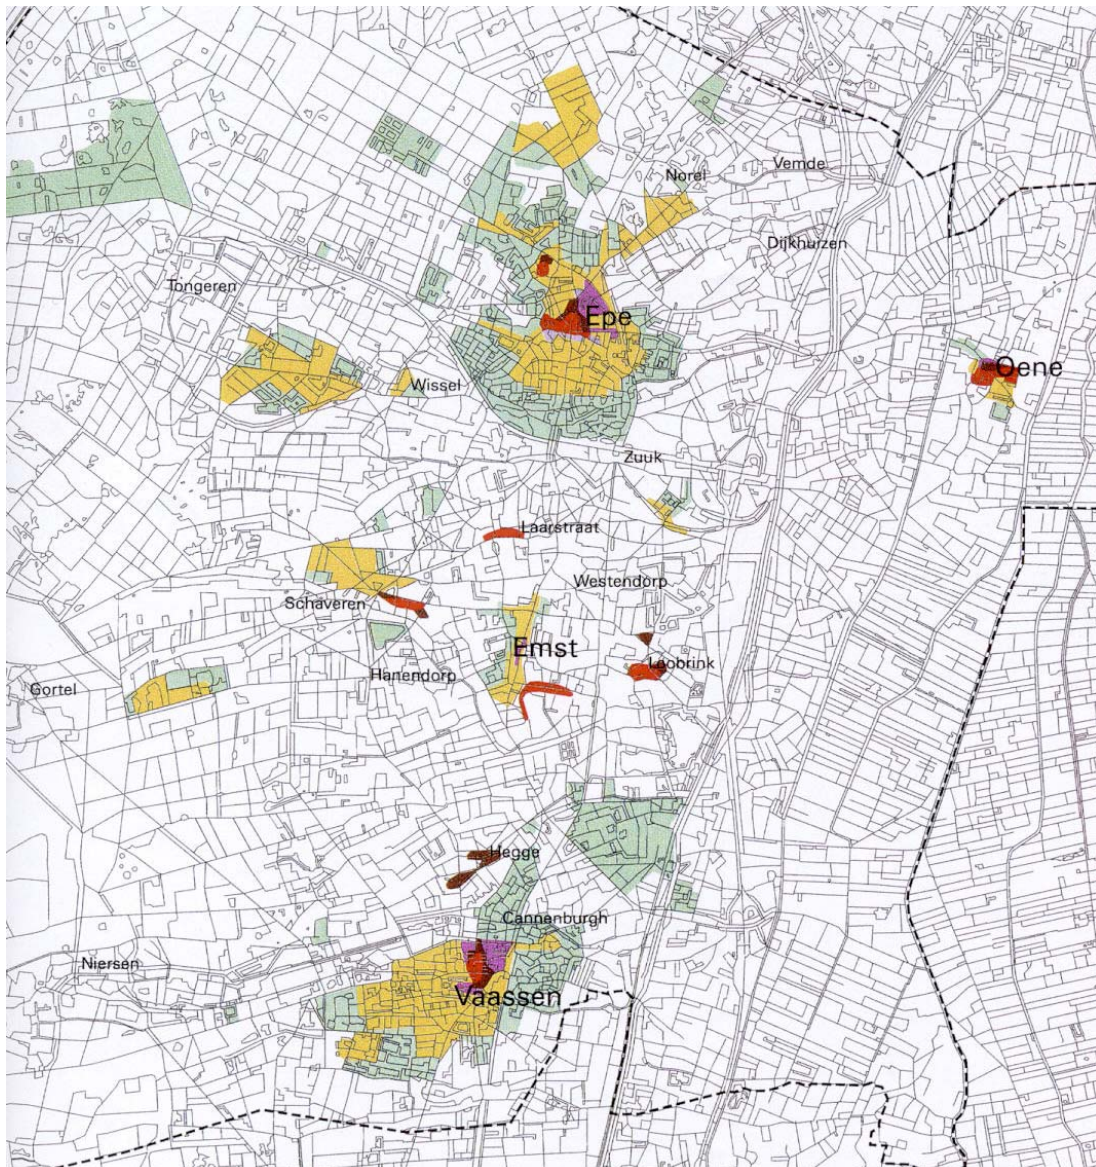 Vemde
Norel
Dijkhuizen
Tongeren
Epe
Oene
Wissel
Zuuk
Laarstraat
Westendorp
Schaveren
Emst
Loobrink
Hanendorp
Gortel
Hegge
Cannenburgh
Niersen
Vaassen